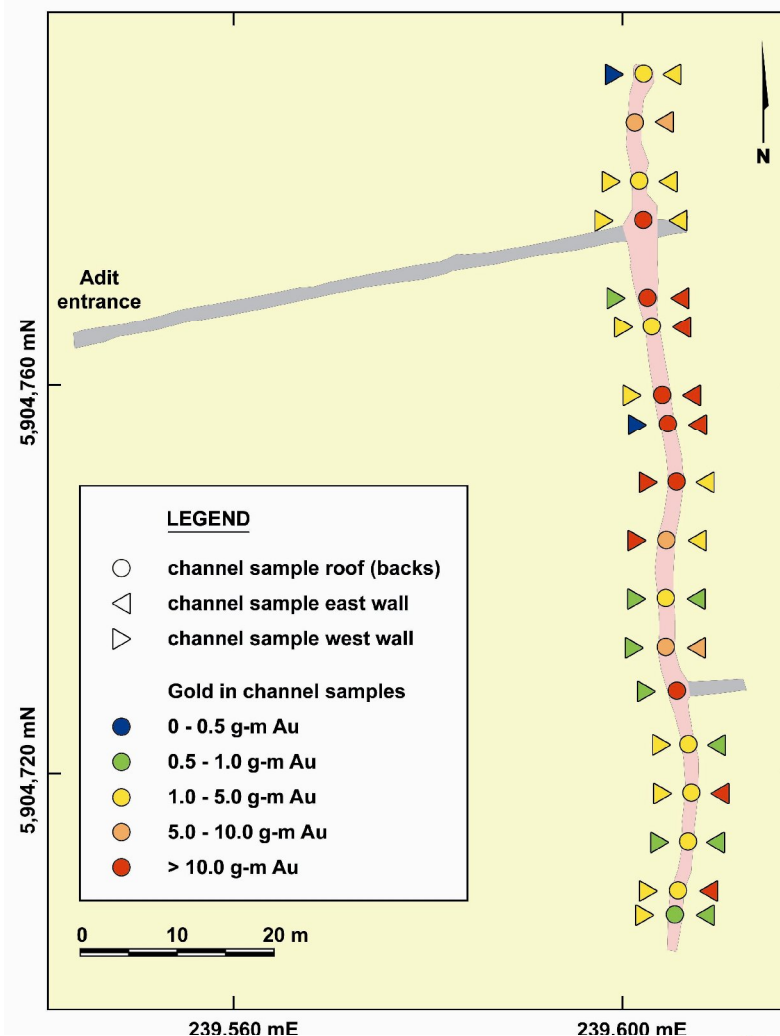 N
Adit
entrance
5,904,760 mN
LEGEND
channel sample roof (backs)
channel sample east wall
channel sample west wall
Gold in channel samples
0 - 0.5 g-m Au
0.5 - 1.0 g-m Au
1.0 - 5.0 g-m Au
5.0 - 10.0 g-m Au
> 10.0 g-m Au
5,904,720 mN
0 10 20 m
239,560 mE 239,600 mE